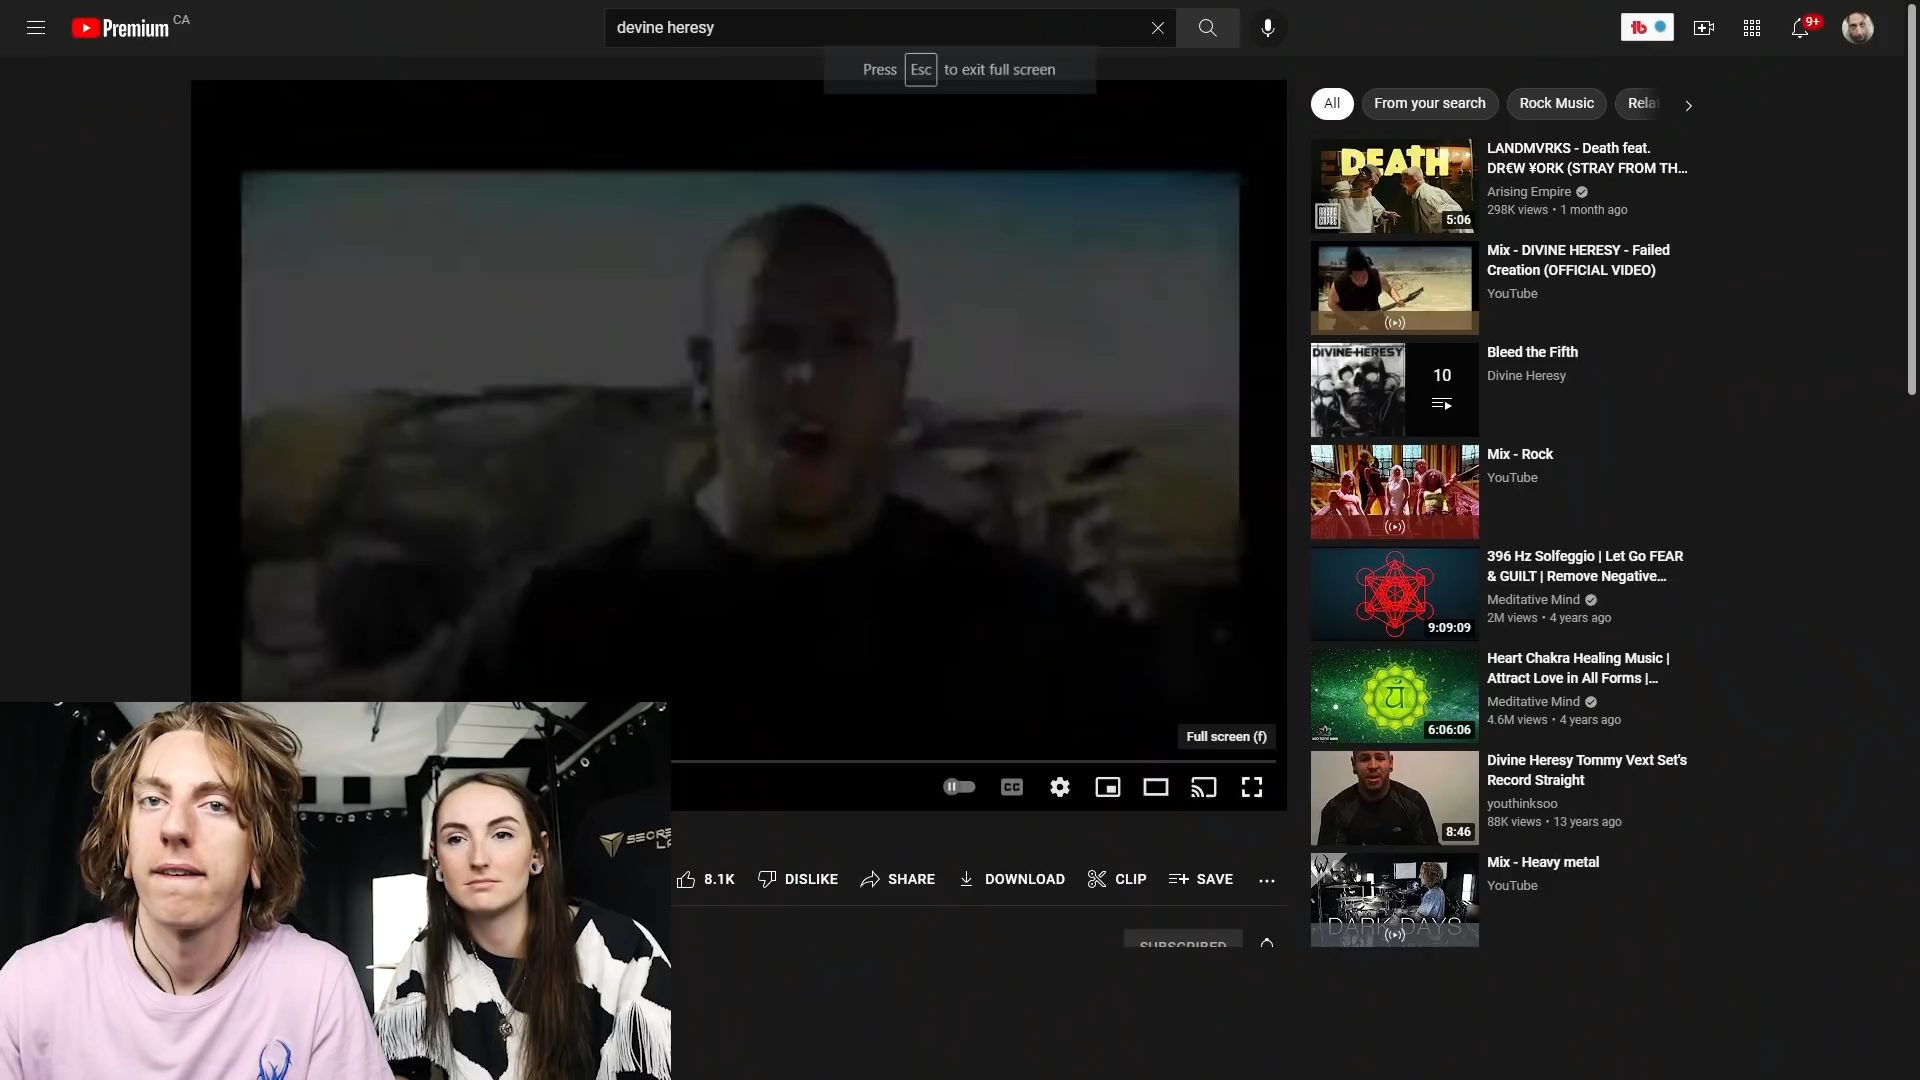 Premium CA
devine heresy
9+
Press Esc to exit full screen
All
From your search
Rock Music
Rela
DEATH
5:06
LANDMVRKS - Death feat.
DR€W ¥ORK (STRAY FROM TH...
Arising Empire
298K views • 1 month ago
Mix - DIVINE HERESY - Failed
Creation (OFFICIAL VIDEO)
YouTube
DIVINE HERESY
10
Bleed the Fifth
Divine Heresy
Mix - Rock
YouTube
9:09:09
396 Hz Solfeggio | Let Go FEAR
& GUILT | Remove Negative...
Meditative Mind
2M views • 4 years ago
6:06:06
Heart Chakra Healing Music |
Attract Love in All Forms |...
Meditative Mind
4.6M views • 4 years ago
8:46
Divine Heresy Tommy Vext Set's
Record Straight
youthinksoo
88K views • 13 years ago
DARK DAYS
Mix - Heavy metal
YouTube
Full screen (f)
CC
8.1K
DISLIKE
SHARE
DOWNLOAD
CLIP
SAVE
SUBSCRIBED